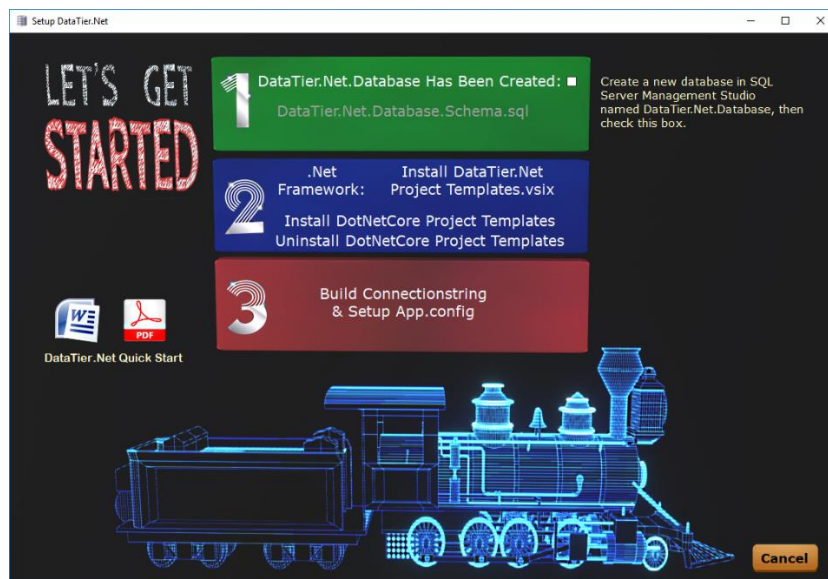 Setup DataTier.Net
LET'S GET
STARTED
1
DataTier.Net.Database Has Been Created:
DataTier.Net.Database.Schema.sql
Create a new database in SQL
Server Management Studio
named DataTier.Net.Database, then
check this box.
2
.Net Framework:
Install DataTier.Net
Project Templates.vsix
Install DotNetCore Project Templates
Uninstall DotNetCore Project Templates
3
Build Connectionstring
& Setup App.config
W
PDF
DataTier.Net Quick Start
Cancel